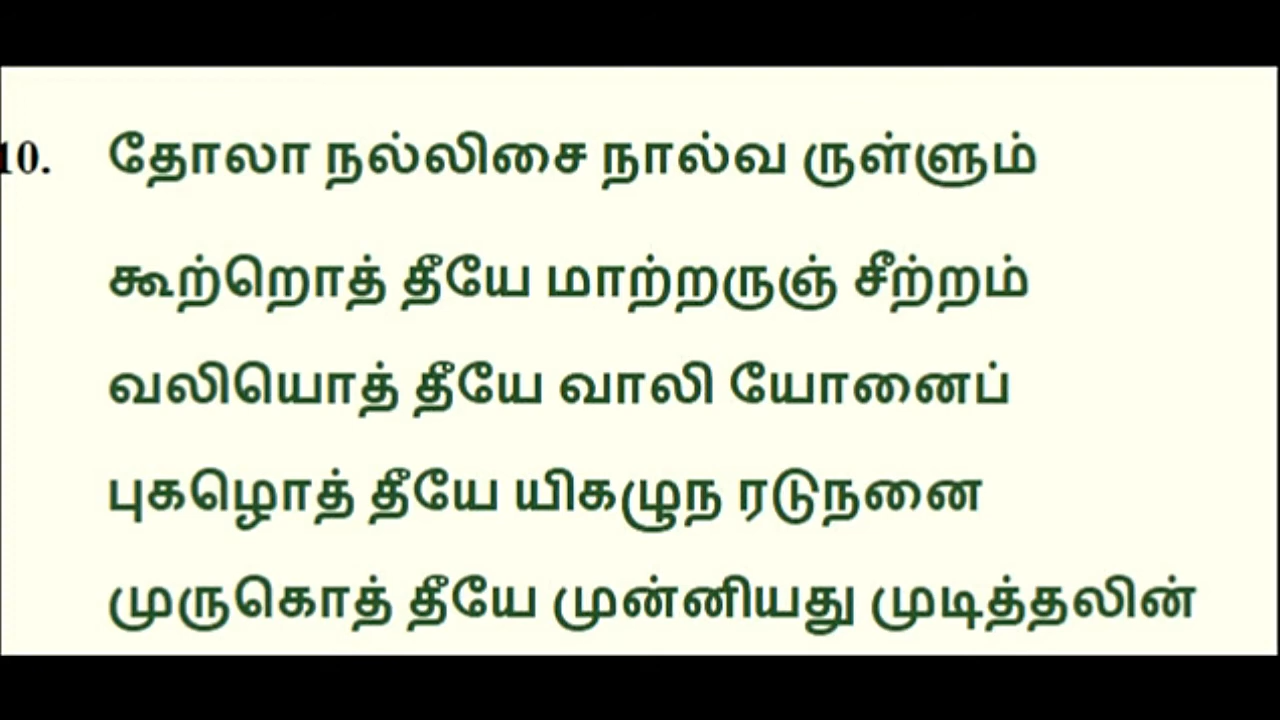 10. தோலா நல்லிசை நால்வ ருள்ளும்
கூற்றொத் தீயே மாற்றருஞ் சீற்றம்
வலியொத் தீயே வாலி யோனைப்
புகழொத் தீயே யிகழுந ரடுநனை
முருகொத் தீயே முன்னியது முடித்தலின்